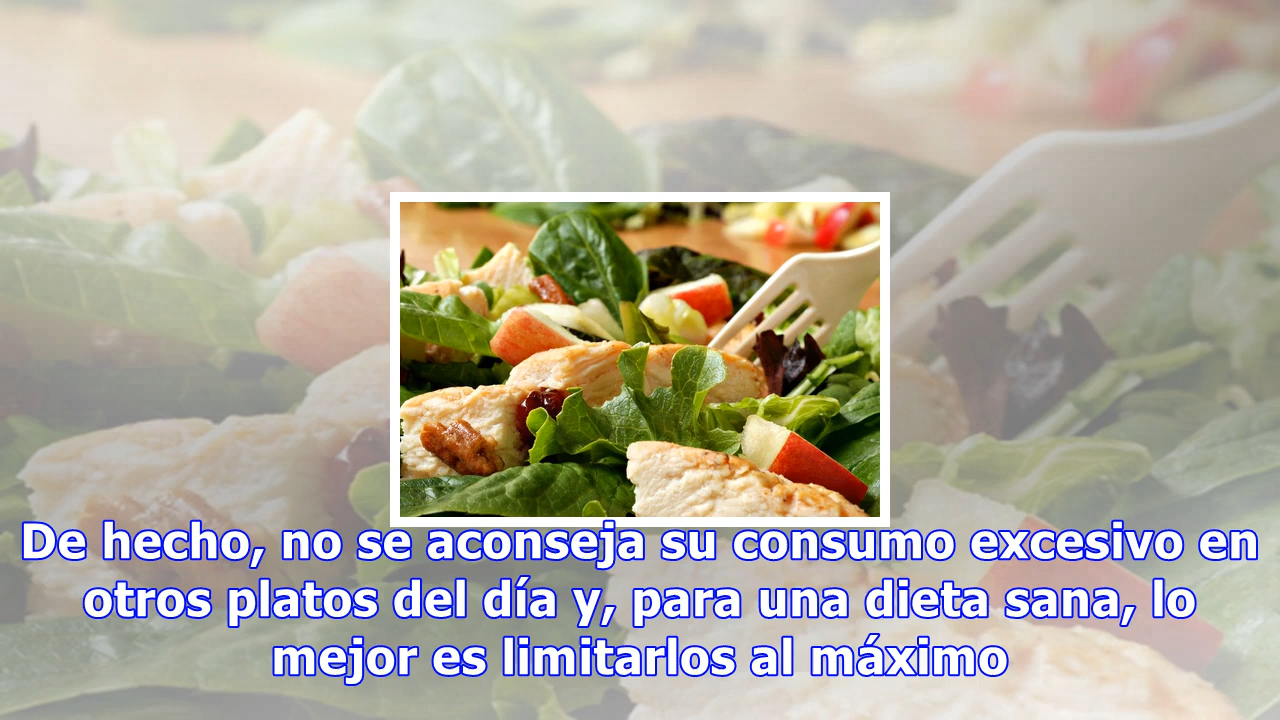 De hecho, no se aconseja su consumo excesivo en
otros platos del día y, para una dieta sana, lo
mejor es limitarlos al máximo